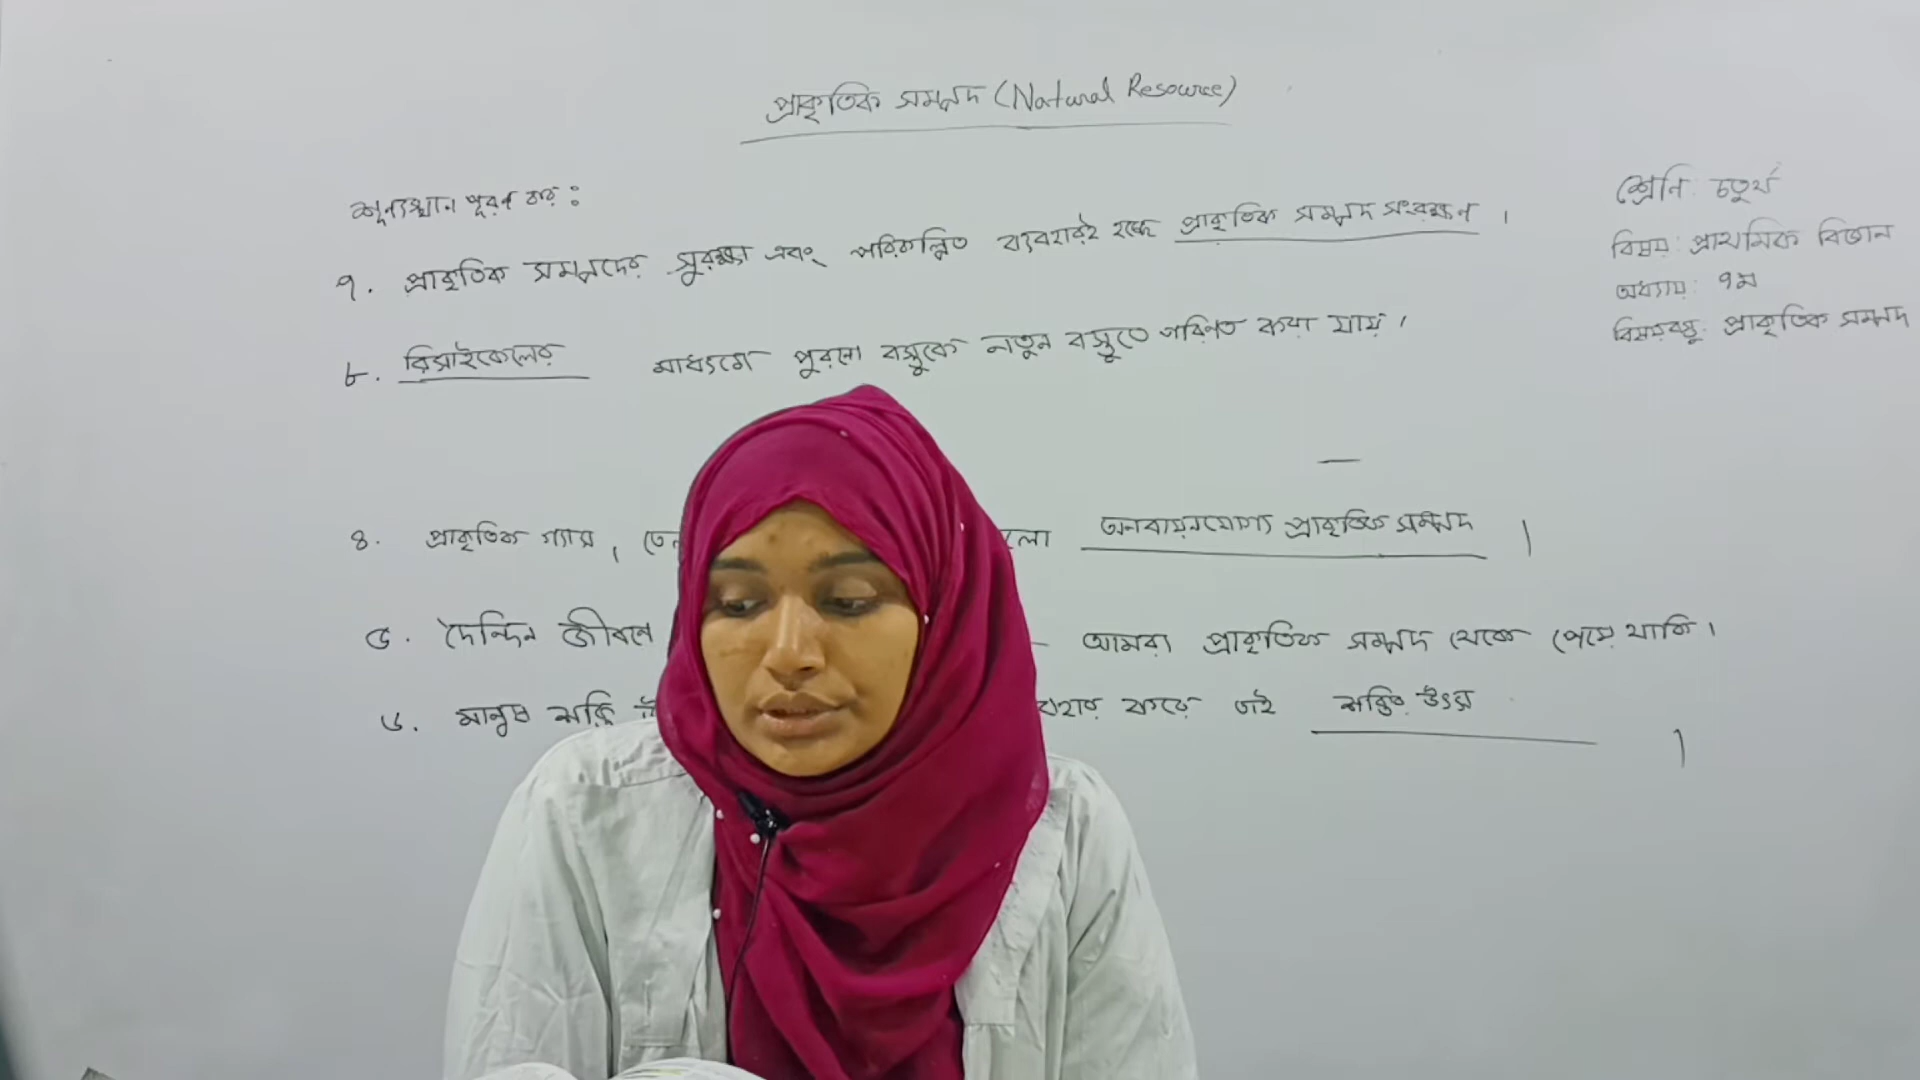 প্রাকৃতিক সম্পদ (Natural Resource)
শূন্যস্থান পূরণ কর :
৭. প্রাকৃতিক সম্পদের সুরক্ষা এবং পরিকল্পিত ব্যবহারই হচ্ছে প্রাকৃতিক সম্পদ সংরক্ষণ ।
৮. রিসাইকেলের মাধ্যমে পুরনো বস্তুকে নতুন বস্তুতে পরিণত করা যায় ।
৪. প্রাকৃতিক গ্যাস, তে লো অনবায়নযোগ্য প্রাকৃতিক সম্পদ ।
৫. দৈনন্দিন জীবনে আমরা প্রাকৃতিক সম্পদ থেকে পেয়ে থাকি ।
৬. মানুষ শক্তি করে তাই শক্তির উৎস ।
শ্রেণি: চতুর্থ
বিষয়: প্রাথমিক বিজ্ঞান
অধ্যায়: ৭ম
বিষয়বস্তু: প্রাকৃতিক সম্পদ